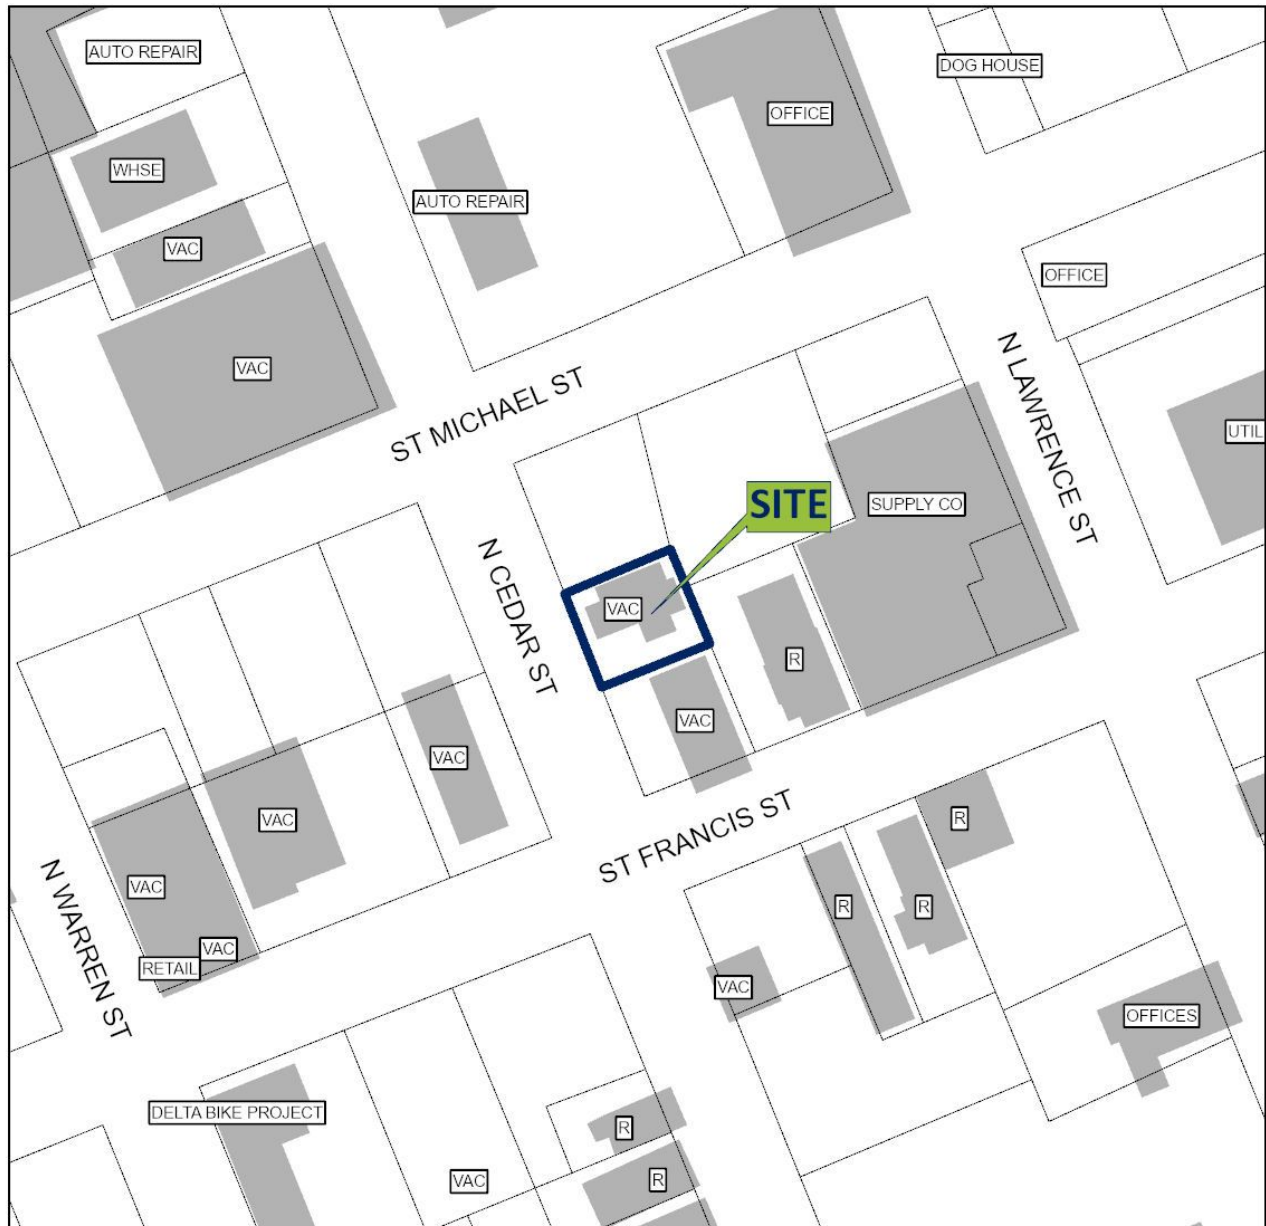 AUTO REPAIR
DOG HOUSE
OFFICE
WHSE
AUTO REPAIR
VAC
OFFICE
VAC
ST MICHAEL ST
N LAWRENCE ST
UTIL
SITE
SUPPLY CO
N CEDAR ST
VAC
R
VAC
VAC
VAC
ST FRANCIS ST
R
VAC
R
R
N WARREN ST
VAC
RETAIL
VAC
OFFICES
DELTA BIKE PROJECT
R
VAC
R